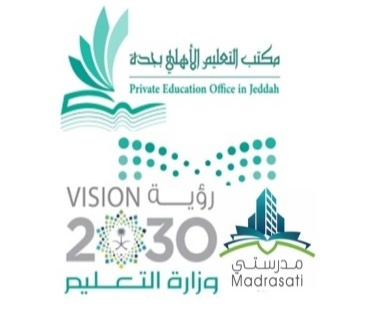 مكتب التعليم الأهلي بجدة
Private Education Office in Jeddah
VISION رؤية
2030
وزارة التعليم
مدرستي
Madrasati